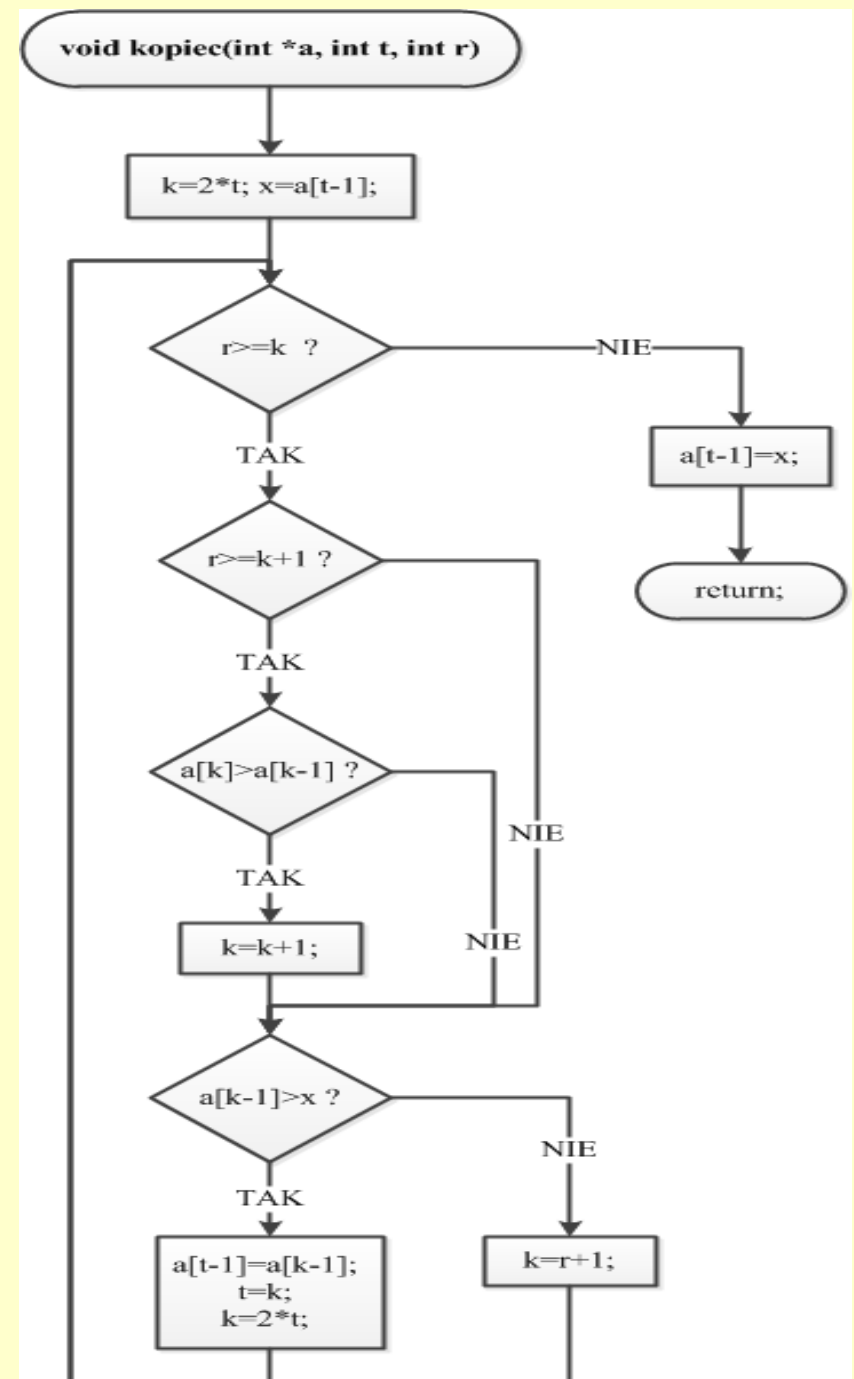 void kopiec(int *a, int t, int r)
k=2*t; x=a[t-1];
r>=k ?
NIE
TAK
a[t-1]=x;
r>=k+1 ?
return;
TAK
a[k]>a[k-1] ?
NIE
TAK
k=k+1;
NIE
a[k-1]>x ?
NIE
TAK
a[t-1]=a[k-1];
t=k;
k=2*t;
k=r+1;